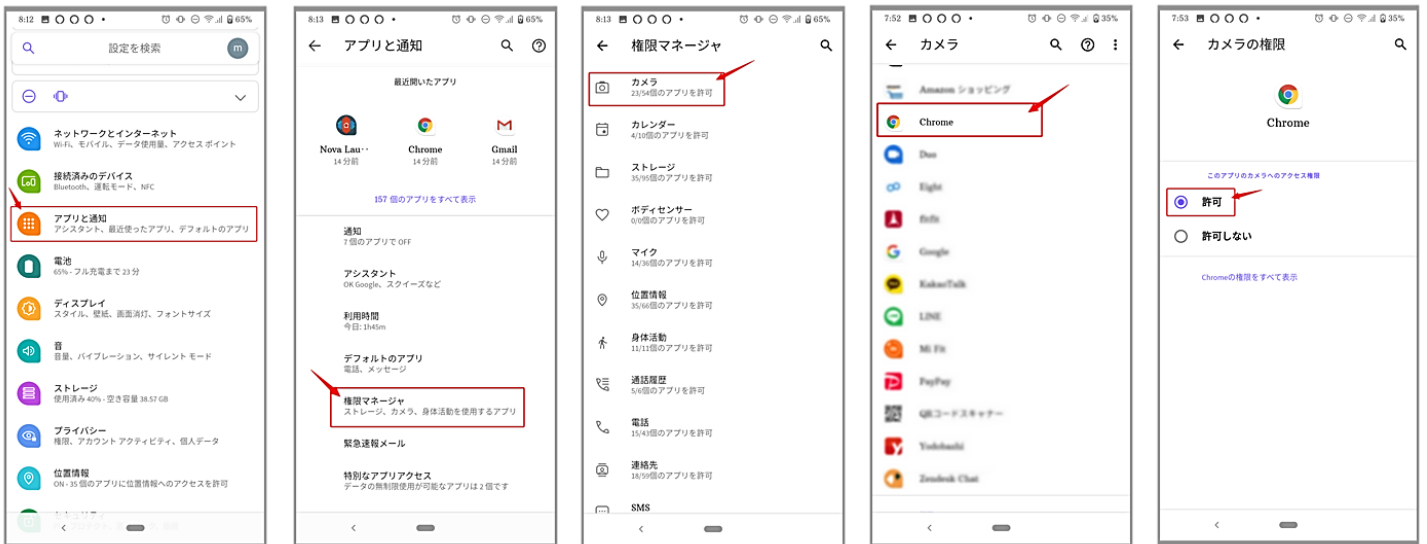 8:12
65%
設定を検索
m
ネットワークとインターネット
Wi-Fi、モバイル、データ使用量、アクセス ポイント
接続済みのデバイス
Bluetooth、運転モード、NFC
アプリと通知
アシスタント、最近使ったアプリ、デフォルトのアプリ
電池
65% - フル充電まで 23 分
ディスプレイ
スタイル、壁紙、画面消灯、フォントサイズ
音
音量、バイブレーション、サイレント モード
ストレージ
使用済み 40% - 空き容量 38.57 GB
プライバシー
権限、アカウント アクティビティ、個人データ
位置情報
ON - 35 個のアプリに位置情報へのアクセスを許可
セキュリティ
8:13
65%
アプリと通知
最近開いたアプリ
Nova Lau‥
Chrome
Gmail
14 分前
14 分前
14 分前
157 個のアプリをすべて表示
通知
7 個のアプリで OFF
アシスタント
OK Google、スクイーズなど
利用時間
今日: 1h45m
デフォルトのアプリ
電話、メッセージ
権限マネージャ
ストレージ、カメラ、身体活動を使用するアプリ
緊急速報メール
特別なアプリアクセス
データの無制限使用が可能なアプリは 2 個です
8:13
65%
権限マネージャ
カメラ
23/54個のアプリを許可
カレンダー
4/10個のアプリを許可
ストレージ
35/95個のアプリを許可
ボディセンサー
0/0個のアプリを許可
マイク
14/36個のアプリを許可
位置情報
35/66個のアプリを許可
身体活動
11/11個のアプリを許可
通話履歴
5/6個のアプリを許可
電話
15/43個のアプリを許可
連絡先
18/59個のアプリを許可
SMS
7:52
35%
カメラ
Amazon ショッピング
Chrome
Duo
Eight
fitfit
Google
KakaoTalk
LINE
Mi Fit
PayPay
QRコードスキャナー
Yodobashi
Zendesk Chat
7:53
35%
カメラの権限
Chrome
このアプリのカメラへのアクセス権限
許可
許可しない
Chromeの権限をすべて表示